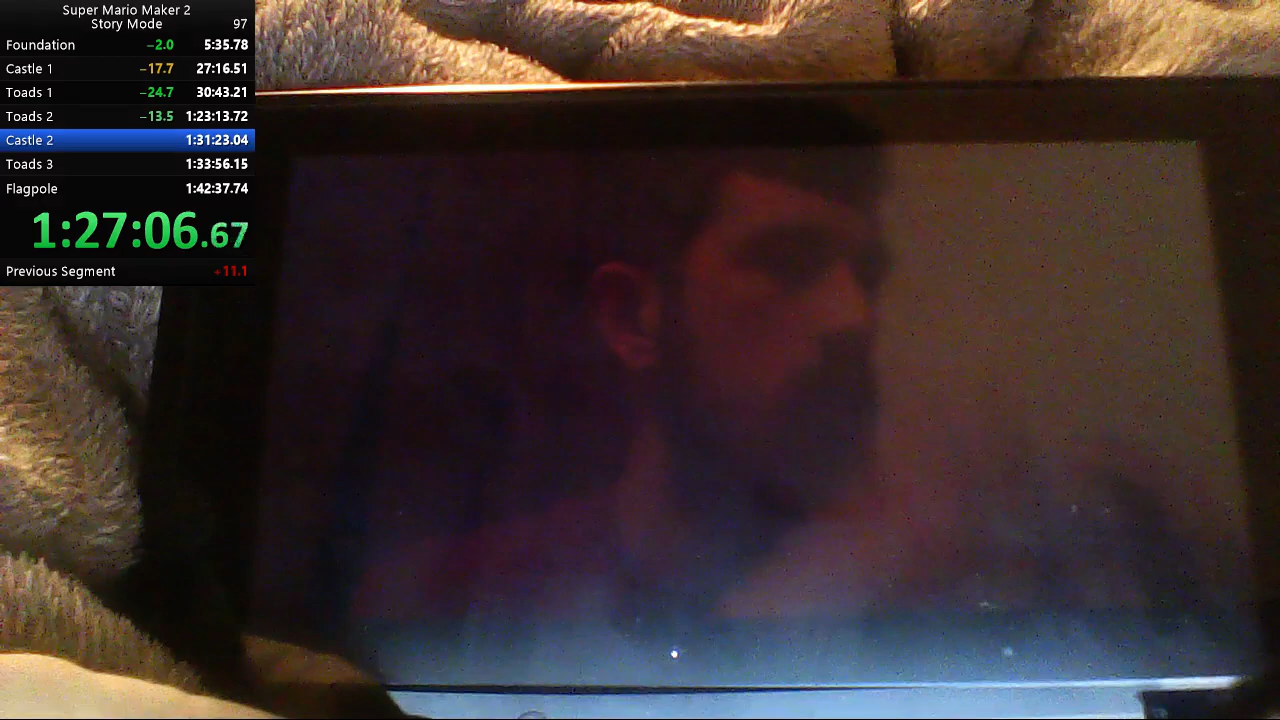 Super Mario Maker 2
Story Mode 97
Foundation −2.0 5:35.78
Castle 1 −17.7 27:16.51
Toads 1 −24.7 30:43.21
Toads 2 −13.5 1:23:13.72
Castle 2 1:31:23.04
Toads 3 1:33:56.15
Flagpole 1:42:37.74
1:27:06.67
Previous Segment +11.1